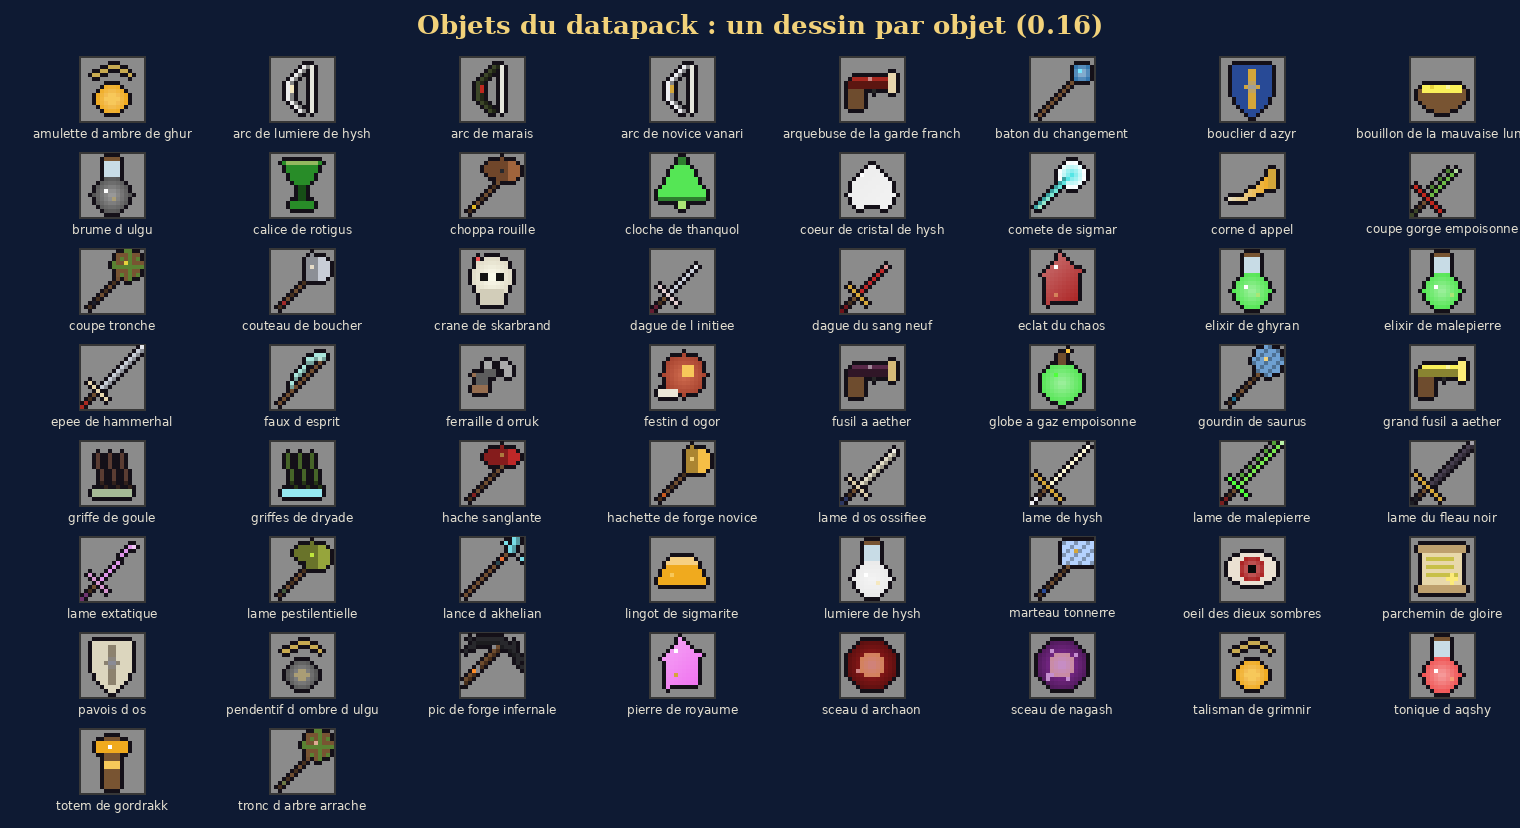 Objets du datapack : un dessin par objet (0.16)
amulette d ambre de ghur
arc de lumiere de hysh
arc de marais
arc de novice vanari
arquebuse de la garde franch
baton du changement
bouclier d azyr
bouillon de la mauvaise lun
brume d ulgu
calice de rotigus
choppa rouille
cloche de thanquol
coeur de cristal de hysh
comete de sigmar
corne d appel
coupe gorge empoisonne
coupe tronche
couteau de boucher
crane de skarbrand
dague de l initiee
dague du sang neuf
eclat du chaos
elixir de ghyran
elixir de malepierre
epee de hammerhal
faux d esprit
ferraille d orruk
festin d ogor
fusil a aether
globe a gaz empoisonne
gourdin de saurus
grand fusil a aether
griffe de goule
griffes de dryade
hache sanglante
hachette de forge novice
lame d os ossifiee
lame de hysh
lame de malepierre
lame du fleau noir
lame extatique
lame pestilentielle
lance d akhelian
lingot de sigmarite
lumiere de hysh
marteau tonnerre
oeil des dieux sombres
parchemin de gloire
pavois d os
pendentif d ombre d ulgu
pic de forge infernale
pierre de royaume
sceau d archaon
sceau de nagash
talisman de grimnir
tonique d aqshy
totem de gordrakk
tronc d arbre arrache